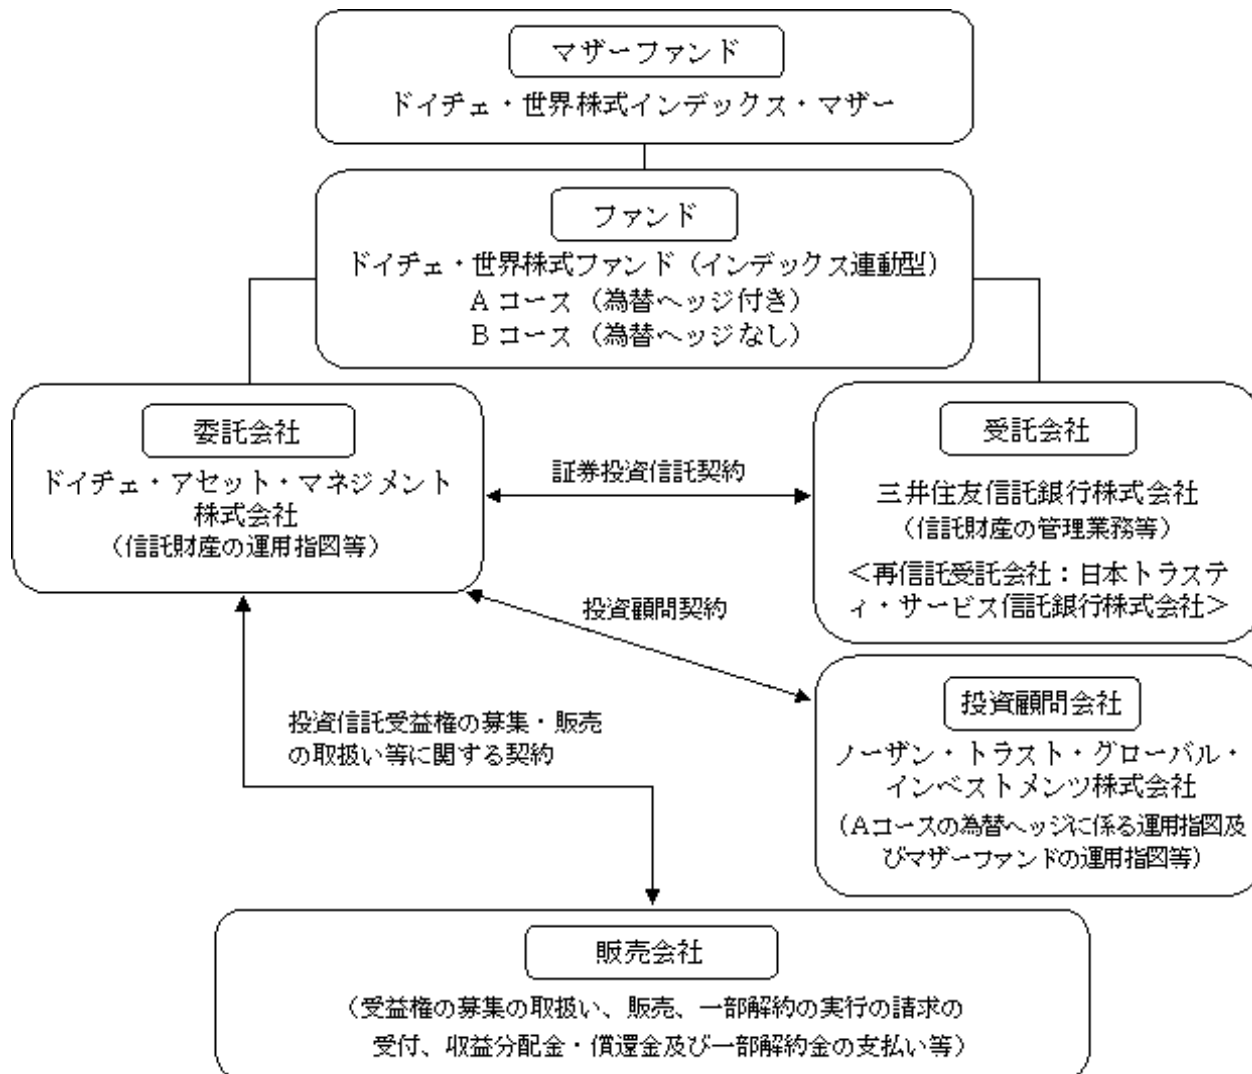 マザーファンド
ドイチェ・世界株式インデックス・マザー
ファンド
ドイチェ・世界株式ファンド（インデックス連動型）
Aコース（為替ヘッジ付き）
Bコース（為替ヘッジなし）
委託会社
ドイチェ・アセット・マネジメント
株式会社
（信託財産の運用指図等）
証券投資信託契約
受託会社
三井住友信託銀行株式会社
（信託財産の管理業務等）
＜再信託受託会社：日本トラステ
ィ・サービス信託銀行株式会社＞
投資顧問契約
投資顧問会社
ノーザン・トラスト・グローバル・
インベストメンツ株式会社
（Aコースの為替ヘッジに係る運用指図及
びマザーファンドの運用指図等）
投資信託受益権の募集・販売
の取扱い等に関する契約
販売会社
（受益権の募集の取扱い、販売、一部解約の実行の請求の
受付、収益分配金・償還金及び一部解約金の支払い等）